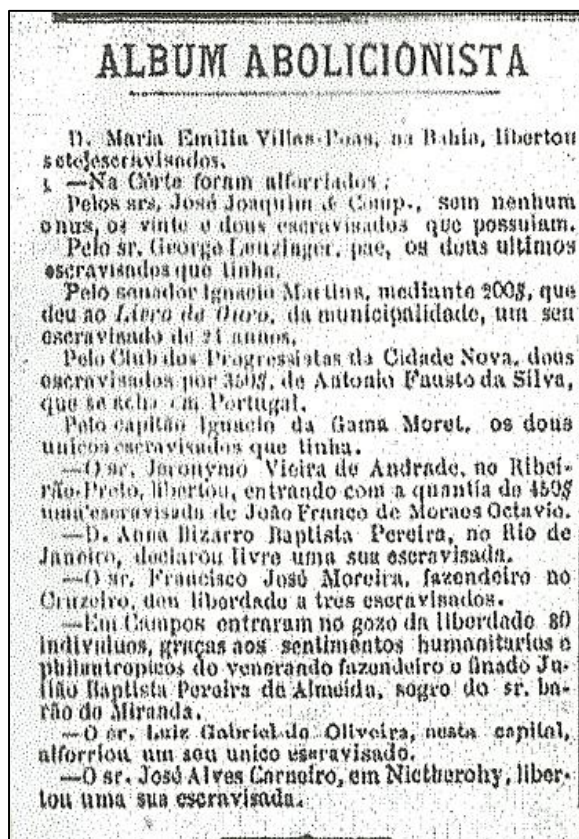 ALBUM ABOLICIONISTA
D. Maria Emilia Villas-Boas, na Bahia, libertou
sete escravisados.
—Na Côrte foram alforriados:
Pelos srs. José Joaquim & Comp., sem nenhum
onus, os vinte e dous escravisados que possuiam.
Pelo sr. George Leuzinger, pae, os dous ultimos
escravisados que tinha.
Pelo senador Ignacio Martins, mediante 200$, que
deu ao Livro de Ouro, da municipalidade, um seu
escravisado de 21 annos.
Pelo Club dos Progressistas da Cidade Nova, dous
escravisados por 350$, de Antonio Fausto da Silva,
que se acha em Portugal.
Pelo capitão Ignacio da Gama Moret, os dous
unicos escravisados que tinha.
—O sr. Jeronymo Vieira de Andrade, no Ribei-
rão-Preto, libertou, entrando com a quantia de 450$
uma escravisada de João Franco de Moraes Octavio.
—D. Anna Bizarro Baptista Pereira, no Rio de
Janeiro, declarou livre uma sua escravisada.
—O sr. Francisco José Moreira, fazendeiro no
Cruzeiro, deu liberdade a tres escravisados.
—Em Campos entraram no gozo da liberdade 80
individuos, graças aos sentimentos humanitarios e
philantropicos do venerando fazendeiro o finado Ju-
lião Baptista Pereira de Almeida, sogro do sr. ba-
rão de Miranda.
—O sr. Luiz Gabriel de Oliveira, nesta capital,
alforriou um seu unico escravisado.
—O sr. José Alves Carneiro, em Nictherohy, liber-
tou uma sua escravisada.